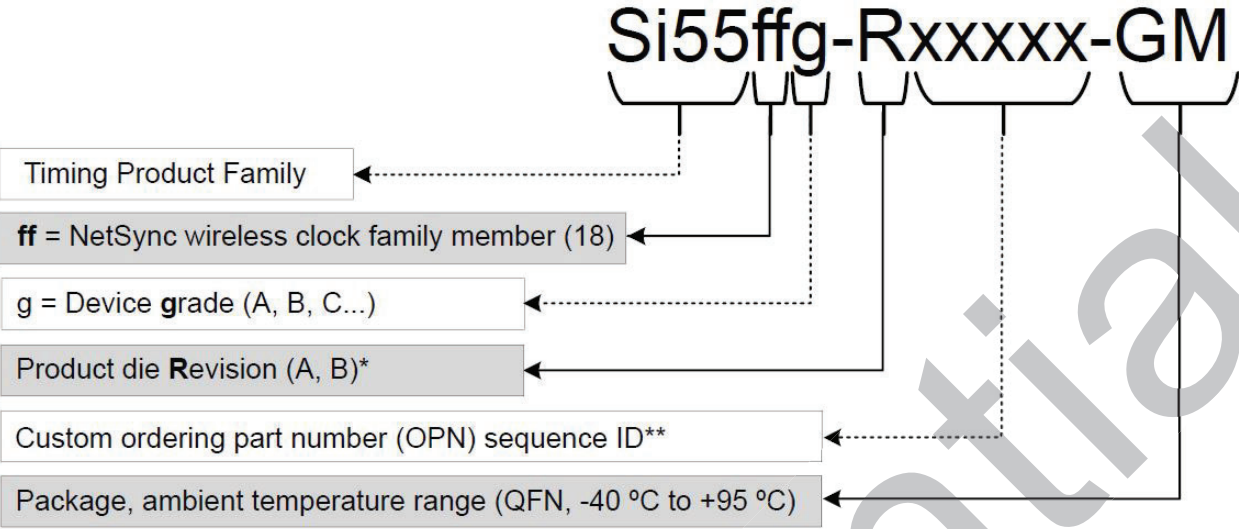 Si55ffg-Rxxxxx-GM
Timing Product Family
ff = NetSync wireless clock family member (18)
g = Device grade (A, B, C...)
Product die Revision (A, B)*
Custom ordering part number (OPN) sequence ID**
Package, ambient temperature range (QFN, -40 ºC to +95 ºC)